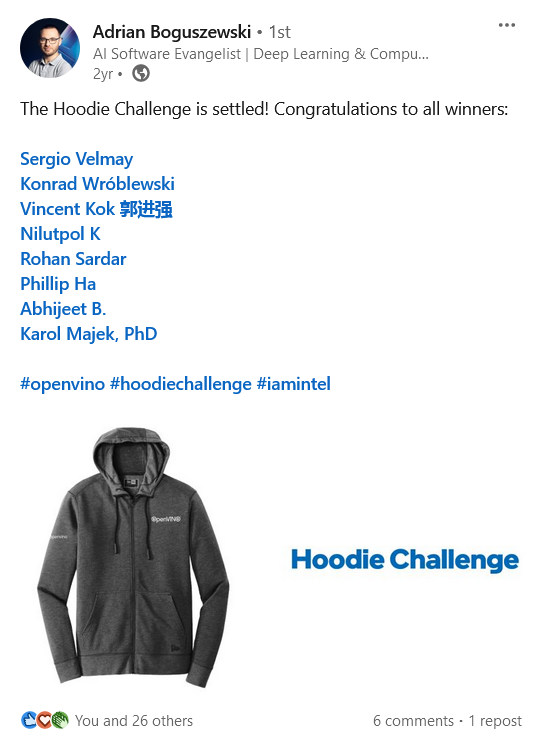 Adrian Boguszewski • 1st
AI Software Evangelist | Deep Learning & Compu...
2yr •
The Hoodie Challenge is settled! Congratulations to all winners:
Sergio Velmay
Konrad Wróblewski
Vincent Kok 郭进强
Nilutpol K
Rohan Sardar
Phillip Ha
Abhijeet B.
Karol Majek, PhD
#openvino #hoodiechallenge #iamintel
OpenVINO
openvino
Hoodie Challenge
You and 26 others
6 comments • 1 repost